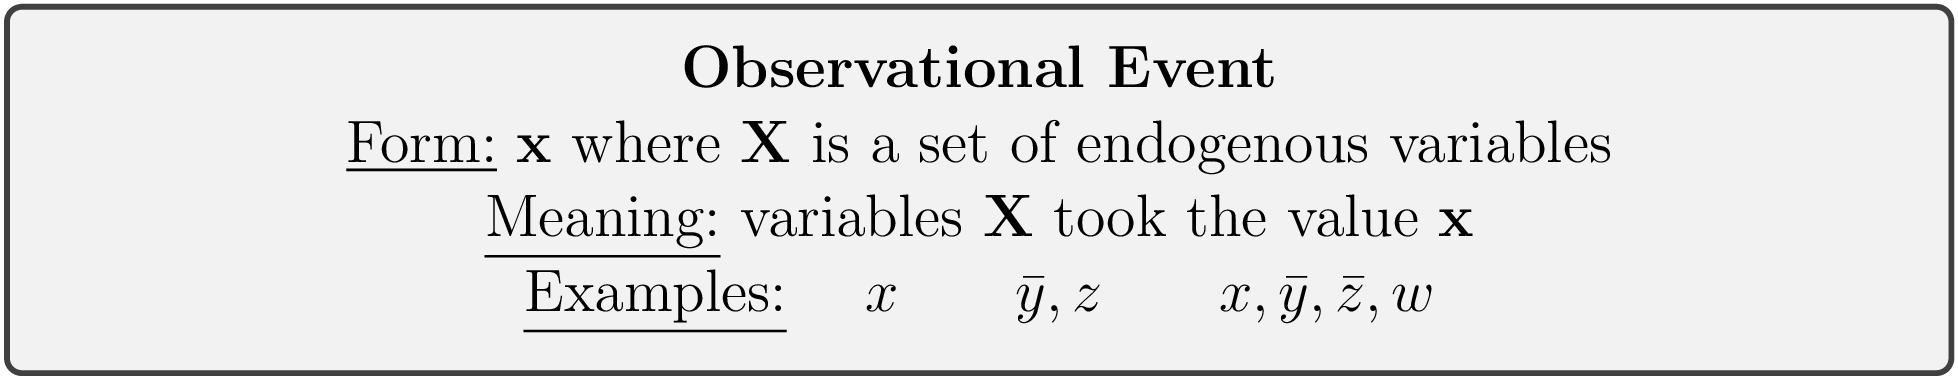 Observational Event
Form: x where X is a set of endogenous variables
Meaning: variables X took the value x
Examples: x ȳ, z x, ȳ, z̄, w